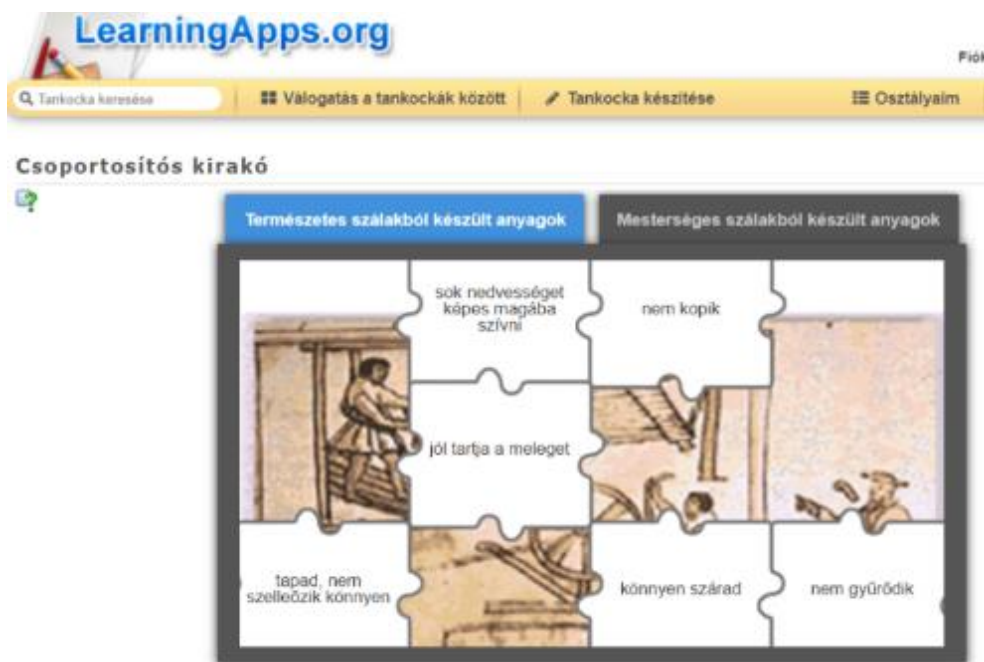 LearningApps.org
Fiók
Tankocka keresése
Válogatás a tankockák között
Tankocka készítése
Osztályaim
Csoportosítós kirakó
Természetes szálakból készült anyagok
Mesterséges szálakból készült anyagok
sok nedvességet
képes magába
szívni
nem kopik
jól tartja a meleget
tapad, nem
szelleőzik könnyen
könnyen szárad
nem gyűrődik